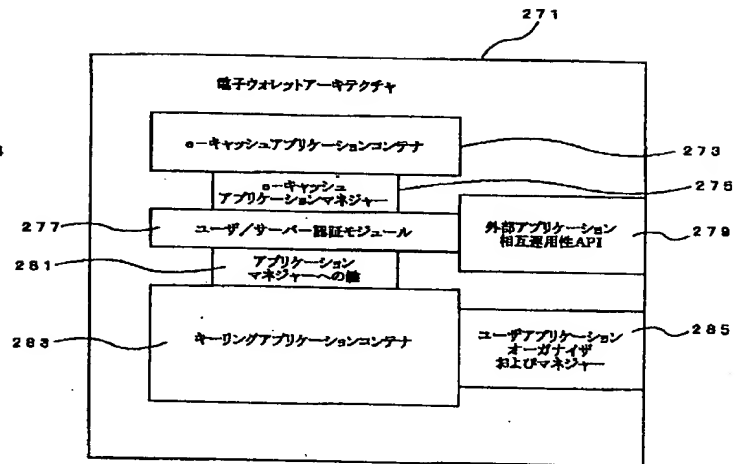 271
電子ウォレットアーキテクチャ
e-キャッシュアプリケーションコンテナ
273
e-キャッシュ
アプリケーションマネジャー
275
277
ユーザ/サーバー認証モジュール
外部アプリケーション
相互運用性API
279
281
アプリケーション
マネジャーへの鍵
283
キーリングアプリケーションコンテナ
ユーザアプリケーション
オーガナイザ
およびマネジャー
285